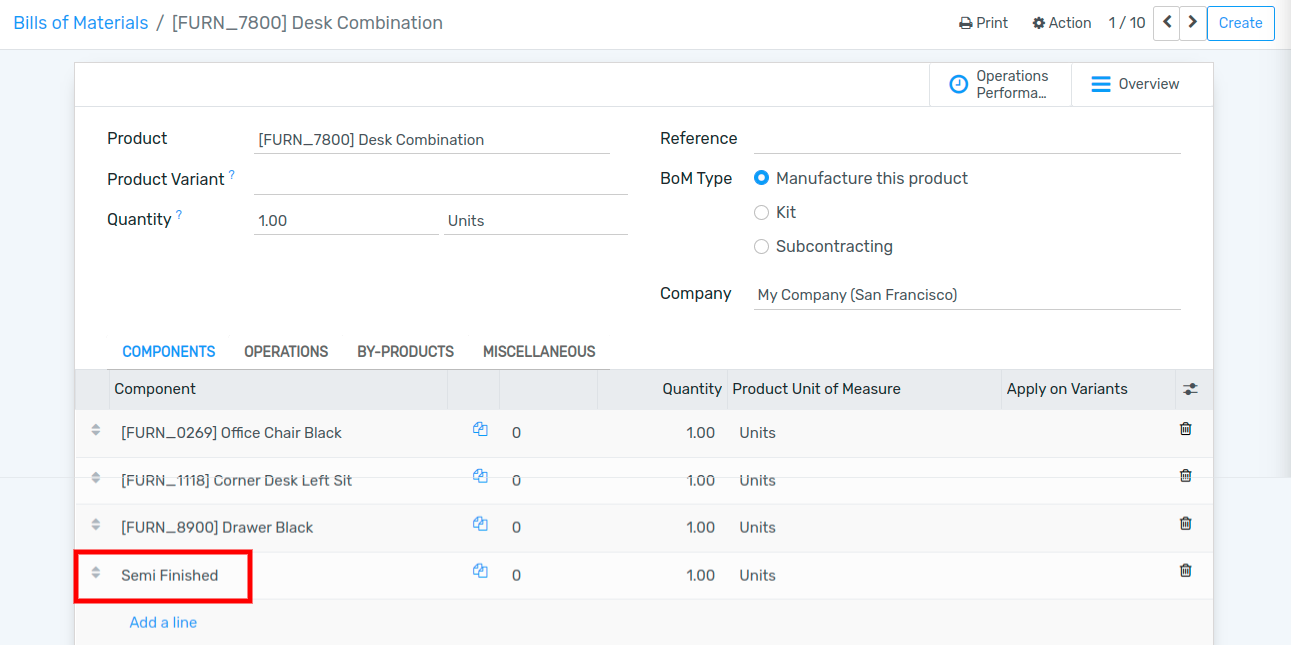 Bills of Materials / [FURN_7800] Desk Combination Print Action 1 / 10 Create
Operations Performa... Overview
Product [FURN_7800] Desk Combination Reference
Product Variant ? BoM Type Manufacture this product
Quantity ? 1.00 Units Kit
Subcontracting
Company My Company (San Francisco)
COMPONENTS OPERATIONS BY-PRODUCTS MISCELLANEOUS
Component Quantity Product Unit of Measure Apply on Variants
[FURN_0269] Office Chair Black 0 1.00 Units
[FURN_1118] Corner Desk Left Sit 0 1.00 Units
[FURN_8900] Drawer Black 0 1.00 Units
Semi Finished 0 1.00 Units
Add a line